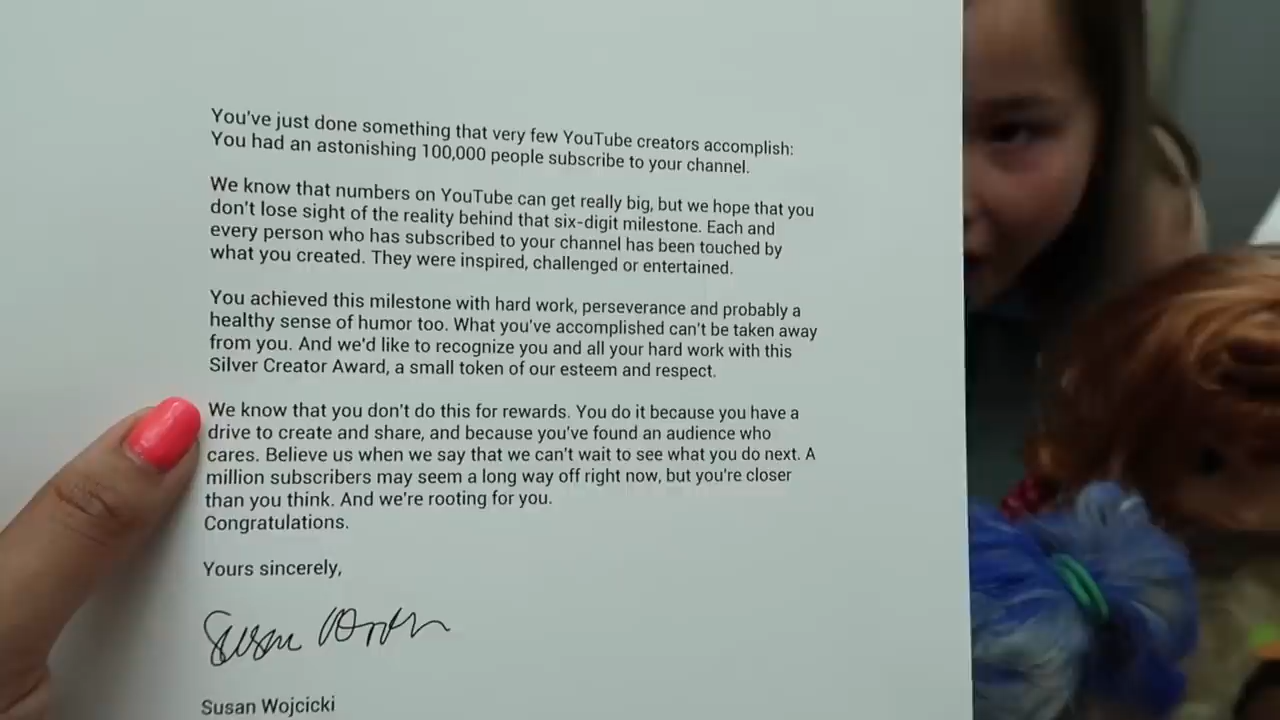 You've just done something that very few YouTube creators accomplish:
You had an astonishing 100,000 people subscribe to your channel.
We know that numbers on YouTube can get really big, but we hope that you
don't lose sight of the reality behind that six-digit milestone. Each and
every person who has subscribed to your channel has been touched by
what you created. They were inspired, challenged or entertained.
You achieved this milestone with hard work, perseverance and probably a
healthy sense of humor too. What you've accomplished can't be taken away
from you. And we'd like to recognize you and all your hard work with this
Silver Creator Award, a small token of our esteem and respect.
We know that you don't do this for rewards. You do it because you have a
drive to create and share, and because you've found an audience who
cares. Believe us when we say that we can't wait to see what you do next. A
million subscribers may seem a long way off right now, but you're closer
than you think. And we're rooting for you.
Congratulations.
Yours sincerely,
Susan
Susan Wojcicki